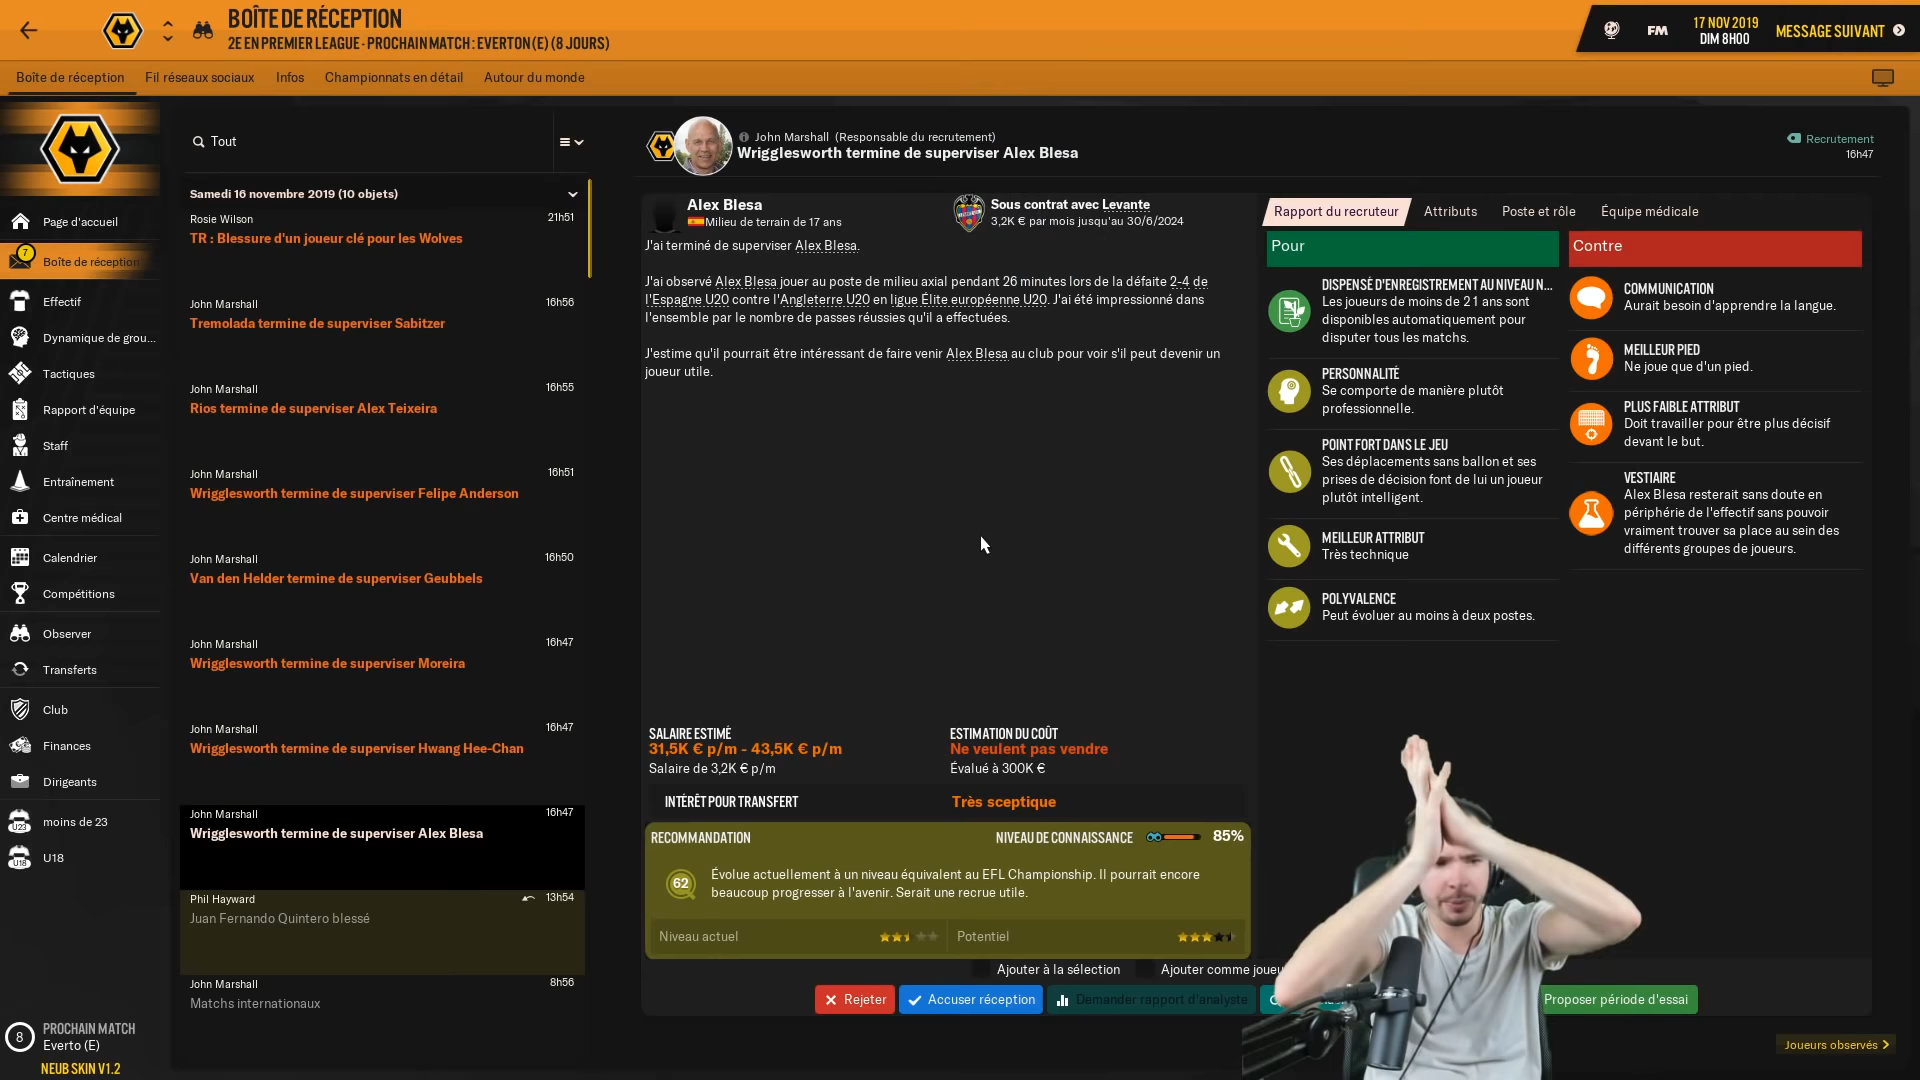 BOÎTE DE RÉCEPTION
2E EN PREMIER LEAGUE - PROCHAIN MATCH : EVERTON (E) (8 JOURS)
FM
17 NOV 2019
DIM 8H00
MESSAGE SUIVANT
Boîte de réception
Fil réseaux sociaux
Infos
Championnats en détail
Autour du monde
Page d'accueil
7
Boîte de réception
Effectif
Dynamique de grou...
Tactiques
Rapport d'équipe
Staff
Entraînement
Centre médical
Calendrier
Compétitions
Observer
Transferts
Club
Finances
Dirigeants
U23
moins de 23
U18
U18
8
PROCHAIN MATCH
Everto (E)
NEUB SKIN V1.2
Tout
Samedi 16 novembre 2019 (10 objets)
Rosie Wilson 21h51
TR : Blessure d'un joueur clé pour les Wolves
John Marshall 16h56
Tremolada termine de superviser Sabitzer
John Marshall 16h55
Rios termine de superviser Alex Teixeira
John Marshall 16h51
Wrigglesworth termine de superviser Felipe Anderson
John Marshall 16h50
Van den Helder termine de superviser Geubbels
John Marshall 16h47
Wrigglesworth termine de superviser Moreira
John Marshall 16h47
Wrigglesworth termine de superviser Hwang Hee-Chan
John Marshall 16h47
Wrigglesworth termine de superviser Alex Blesa
Phil Hayward 13h54
Juan Fernando Quintero blessé
John Marshall 8h56
Matchs internationaux
John Marshall (Responsable du recrutement)
Wrigglesworth termine de superviser Alex Blesa
Recrutement
16h47
Alex Blesa
Milieu de terrain de 17 ans
Sous contrat avec Levante
3,2K € par mois jusqu'au 30/6/2024
J'ai terminé de superviser Alex Blesa.
J'ai observé Alex Blesa jouer au poste de milieu axial pendant 26 minutes lors de la défaite 2-4 de
l'Espagne U20 contre l'Angleterre U20 en ligue Élite européenne U20. J'ai été impressionné dans
l'ensemble par le nombre de passes réussies qu'il a effectuées.
J'estime qu'il pourrait être intéressant de faire venir Alex Blesa au club pour voir s'il peut devenir un
joueur utile.
SALAIRE ESTIMÉ
31,5K € p/m - 43,5K € p/m
Salaire de 3,2K € p/m
ESTIMATION DU COÛT
Ne veulent pas vendre
Évalué à 300K €
INTÉRÊT POUR TRANSFERT
Très sceptique
RECOMMANDATION
NIVEAU DE CONNAISSANCE 85%
62
Évolue actuellement à un niveau équivalent au EFL Championship. Il pourrait encore
beaucoup progresser à l'avenir. Serait une recrue utile.
Niveau actuel
Potentiel
Ajouter à la sélection
Ajouter comme joueu
Rejeter
Accuser réception
Demander rapport d'analyste
Proposer période d'essai
Rapport du recruteur
Attributs
Poste et rôle
Équipe médicale
Pour
DISPENSÉ D'ENREGISTREMENT AU NIVEAU N...
Les joueurs de moins de 21 ans sont
disponibles automatiquement pour
disputer tous les matchs.
PERSONNALITÉ
Se comporte de manière plutôt
professionnelle.
POINT FORT DANS LE JEU
Ses déplacements sans ballon et ses
prises de décision font de lui un joueur
plutôt intelligent.
MEILLEUR ATTRIBUT
Très technique
POLYVALENCE
Peut évoluer au moins à deux postes.
Contre
COMMUNICATION
Aurait besoin d'apprendre la langue.
MEILLEUR PIED
Ne joue que d'un pied.
PLUS FAIBLE ATTRIBUT
Doit travailler pour être plus décisif
devant le but.
VESTIAIRE
Alex Blesa resterait sans doute en
périphérie de l'effectif sans pouvoir
vraiment trouver sa place au sein des
différents groupes de joueurs.
Joueurs observés